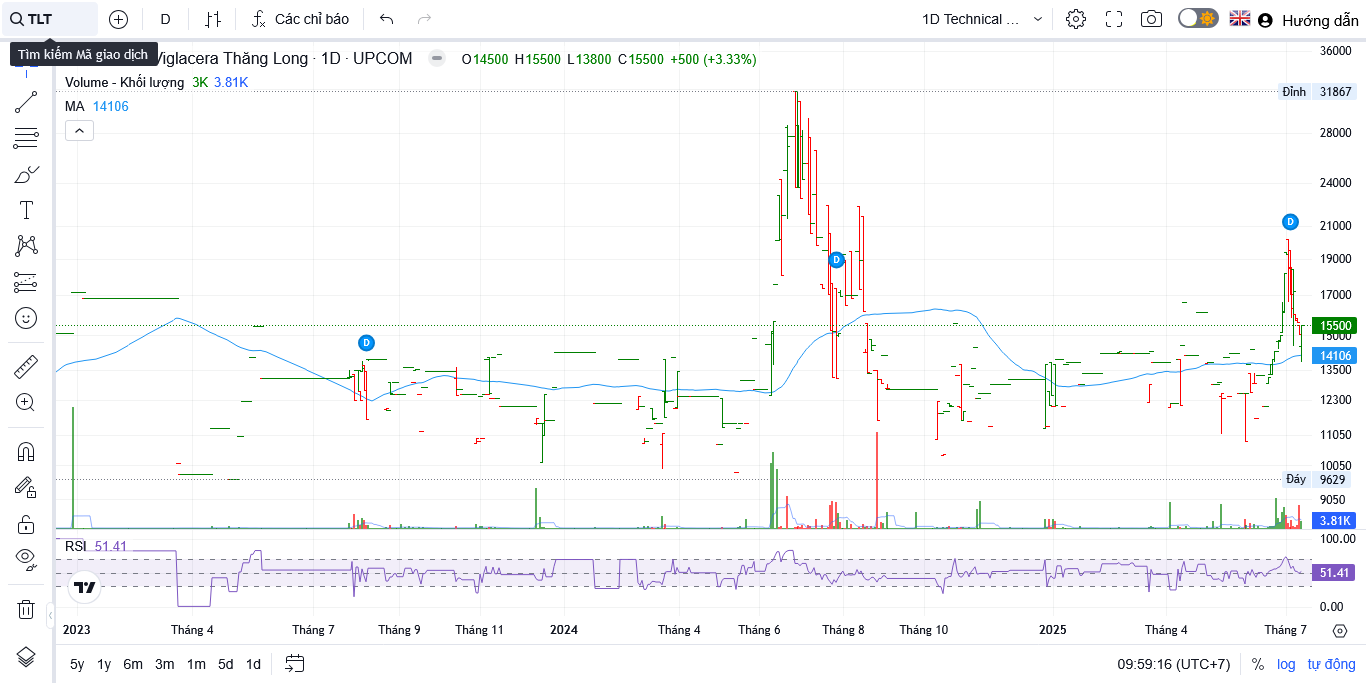 TLT
D
Các chỉ báo
1D Technical ...
Hướng dẫn
Tìm kiếm Mã giao dịch
Viglacera Thăng Long · 1D · UPCOM
O14500 H15500 L13800 C15500 +500 (+3.33%)
Volume - Khối lượng 3K 3.81K
MA 14106
36000
Đỉnh 31867
28000
24000
21000
19000
17000
15500
15000
14106
13500
12300
11050
10050
Đáy 9629
9050
3.81K
D
D
D
RSI 51.41
100.00
51.41
0.00
2023 Tháng 4 Tháng 7 Tháng 9 Tháng 11 2024 Tháng 4 Tháng 6 Tháng 8 Tháng 10 2025 Tháng 4 Tháng 7
5y 1y 6m 3m 1m 5d 1d
09:59:16 (UTC+7) % log tự động